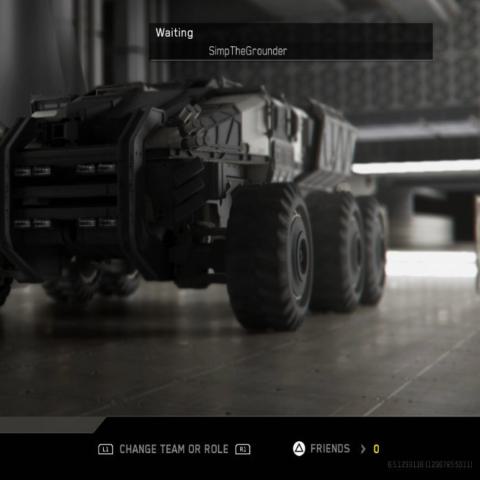 Waiting
SimpTheGrounder
L1 CHANGE TEAM OR ROLE R1
FRIENDS > 0